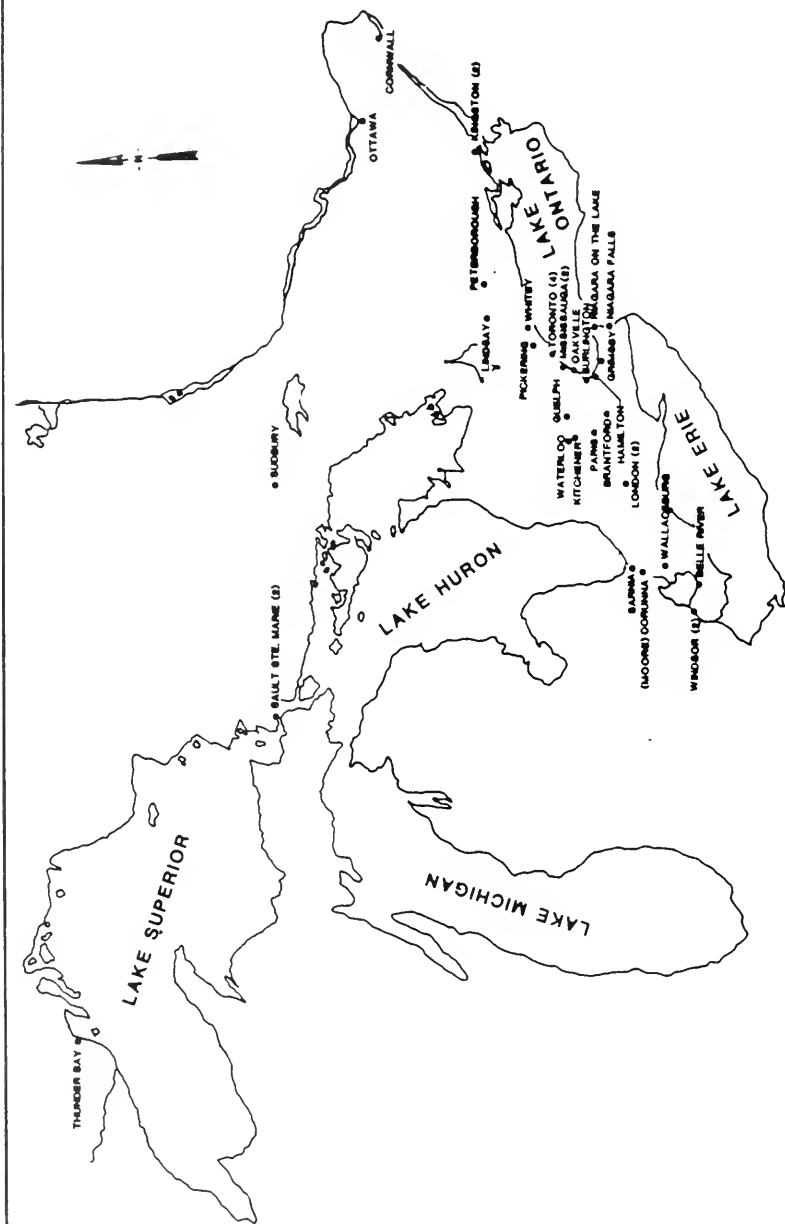 CORNWALL
OTTAWA
- N -
KINGSTON (2)
PETERBOROUGH
LAKE
ONTARIO
LINDSAY
WHITBY
PICKERING
TORONTO (4)
MISSISSAUGA (2)
OAKVILLE
BURLINGTON
NIAGARA ON THE LAKE
NIAGARA FALLS
GRIMSBY
GUELPH
WATERLOO
KITCHENER
PARIS
BRANTFORD
HAMILTON
LONDON (2)
SUDBURY
LAKE ERIE
WALLACEBURG
BELLE RIVER
SARNIA
(MOORE) CORUNNA
WINDSOR (2)
LAKE HURON
SAULT STE. MARIE (2)
LAKE MICHIGAN
LAKE SUPERIOR
THUNDER BAY